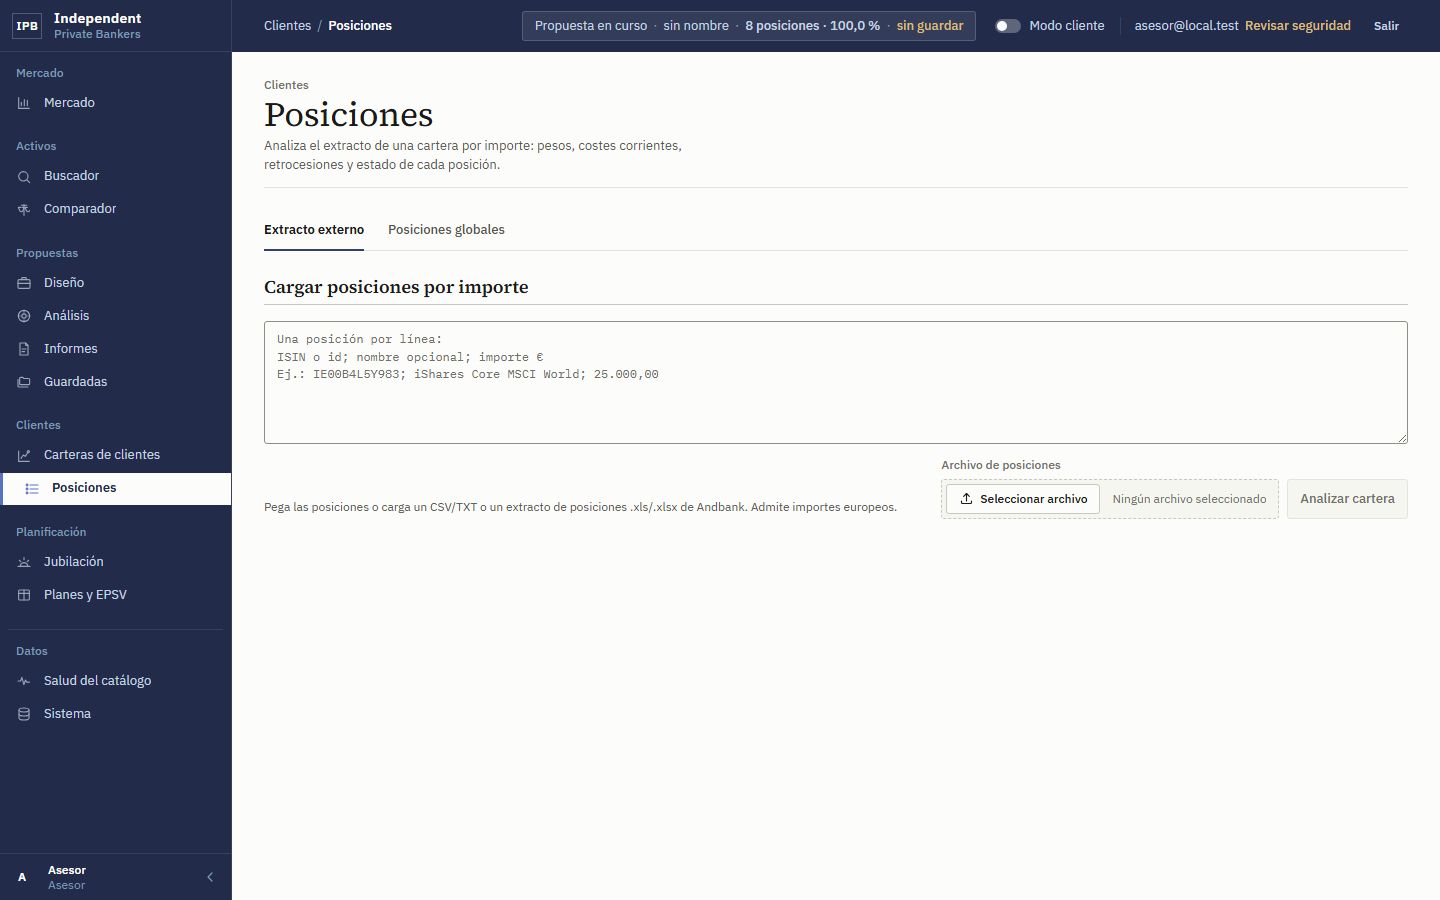 IPB
Independent
Private Bankers
Clientes / Posiciones
Propuesta en curso · sin nombre · 8 posiciones · 100,0 % · sin guardar
Modo cliente
asesor@local.test Revisar seguridad
Salir
Mercado
Mercado
Activos
Buscador
Comparador
Propuestas
Diseño
Análisis
Informes
Guardadas
Clientes
Carteras de clientes
Posiciones
Planificación
Jubilación
Planes y EPSV
Datos
Salud del catálogo
Sistema
A
Asesor
Asesor
Clientes
Posiciones
Analiza el extracto de una cartera por importe: pesos, costes corrientes,
retrocesiones y estado de cada posición.
Extracto externo
Posiciones globales
Cargar posiciones por importe
Una posición por línea:
ISIN o id; nombre opcional; importe €
Ej.: IE00B4L5Y983; iShares Core MSCI World; 25.000,00
Pega las posiciones o carga un CSV/TXT o un extracto de posiciones .xls/.xlsx de Andbank. Admite importes europeos.
Archivo de posiciones
Seleccionar archivo
Ningún archivo seleccionado
Analizar cartera